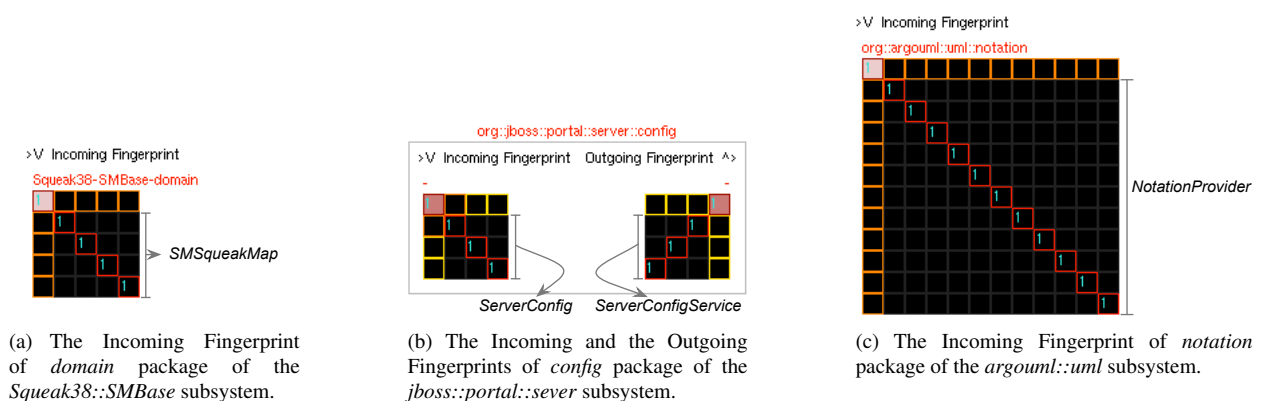 >V Incoming Fingerprint
Squeak38-SMBase-domain
1
1
1
1
1
SMSqueakMap
(a) The Incoming Fingerprint
of domain package of the
Squeak38::SMBase subsystem.
org::jboss::portal::server::config
>V Incoming Fingerprint Outgoing Fingerprint ^>
- -
1 1
1 1
1 1
1 1
ServerConfig ServerConfigService
(b) The Incoming and the Outgoing
Fingerprints of config package of the
jboss::portal::sever subsystem.
>V Incoming Fingerprint
org::argouml::uml::notation
1
1
1
1
1
1
1
1
1
1
1
1
NotationProvider
(c) The Incoming Fingerprint of notation
package of the argouml::uml subsystem.